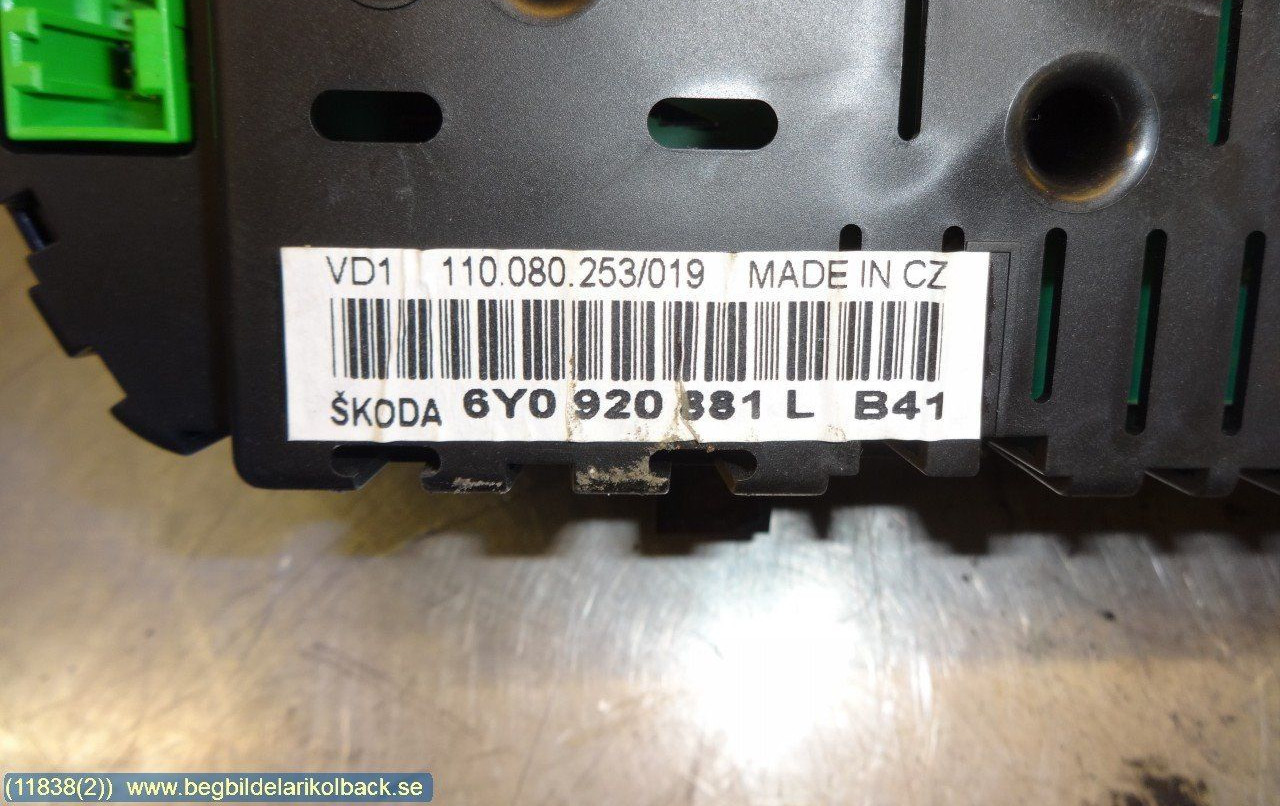 VD1 110.080.253/019 MADE IN CZ
ŠKODA 6Y0 920 881 L B41
(11838(2)) www.begbildelarikolback.se